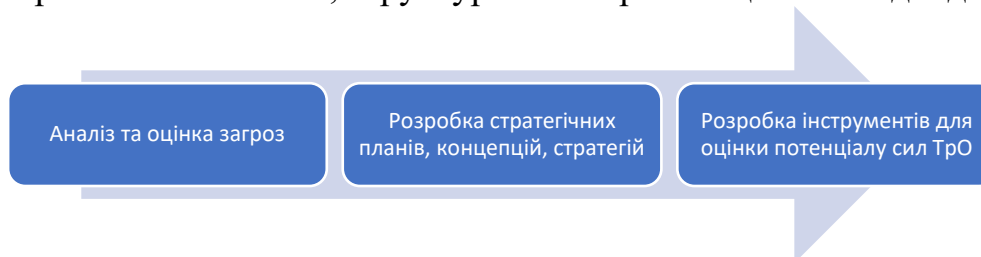 Аналіз та оцінка загроз
Розробка стратегічних
планів, концепцій, стратегій
Розробка інструментів для
оцінки потенціалу сил ТрО